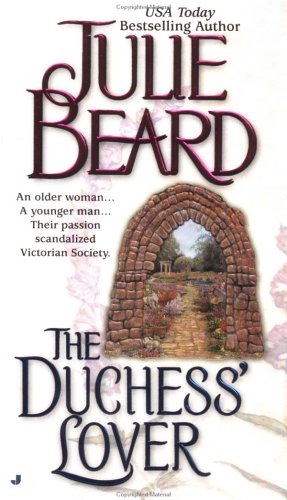 USA Today
Bestselling Author
JULIE
BEARD
An older woman...
A younger man...
Their passion
scandalized
Victorian Society.
THE
DUCHESS'
LOVER
J